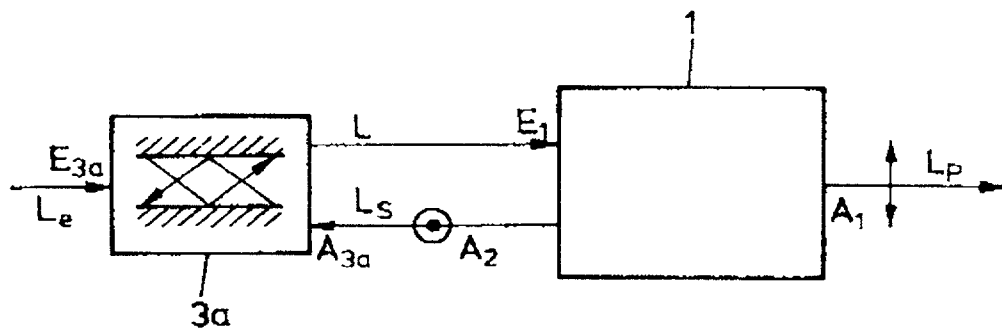 1
L
E₁
E₃ₐ
Lₑ
Lₛ
A₃ₐ
A₂
Lₚ
A₁
3a